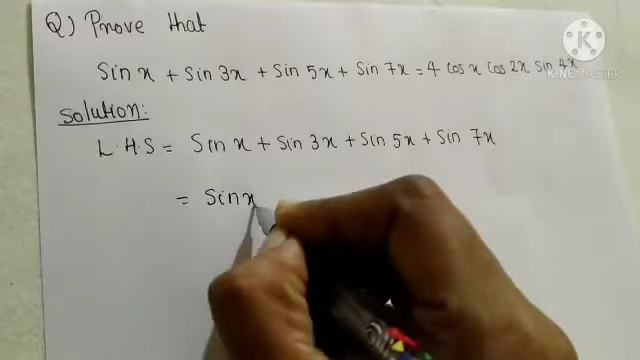 Q) Prove that
Sin x + Sin 3x + Sin 5x + Sin 7x = 4 Cos x Cos 2x Sin 4x
KINEMASTER
Solution:
L.H.S = Sin x + Sin 3x + Sin 5x + Sin 7x
= Sin x